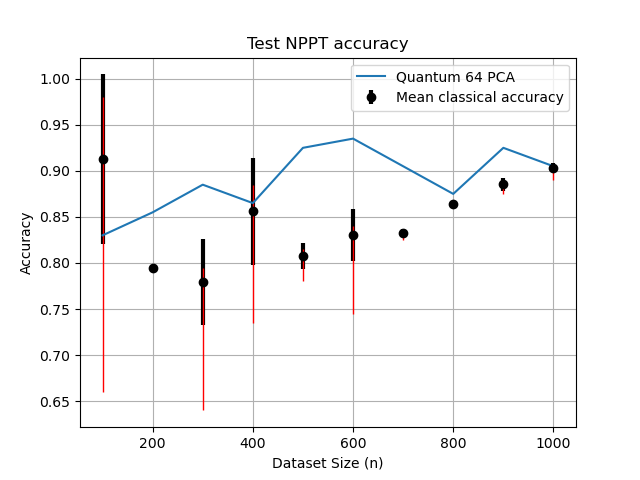 Test NPPT accuracy
Quantum 64 PCA
Mean classical accuracy
1.00
0.95
0.90
0.85
0.80
0.75
0.70
0.65
Accuracy
200 400 600 800 1000
Dataset Size (n)